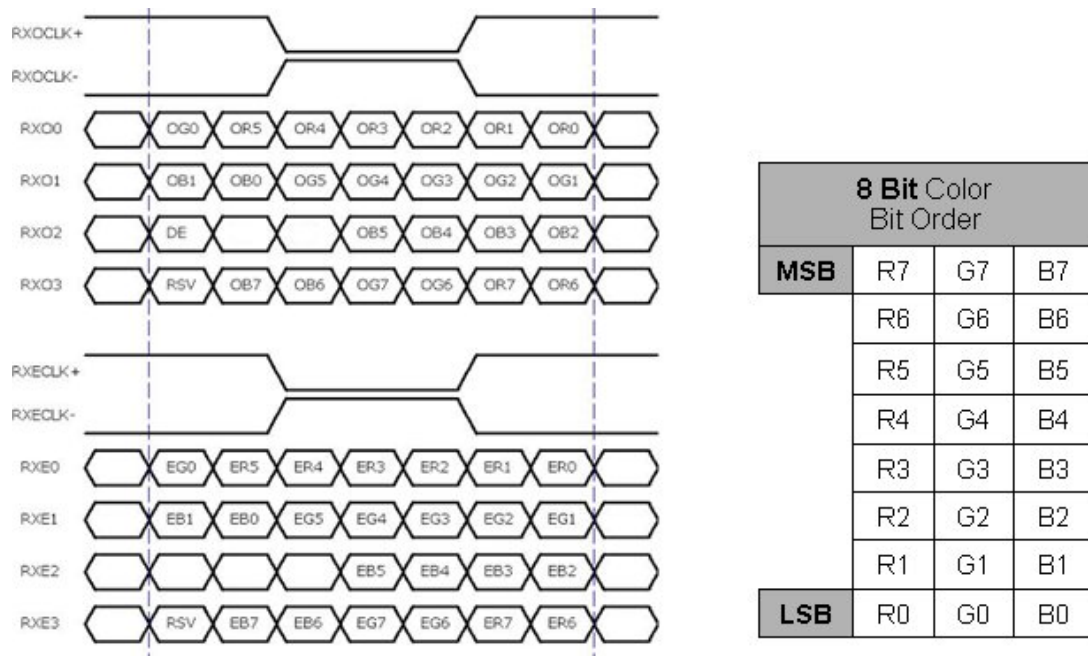 RXOCLK+
RXOCLK-
RXO0 OG0 OR5 OR4 OR3 OR2 OR1 OR0
RXO1 OB1 OB0 OG5 OG4 OG3 OG2 OG1
RXO2 DE OB5 OB4 OB3 OB2
RXO3 RSV OB7 OB6 OG7 OG6 OR7 OR6
RXECLK+
RXECLK-
RXE0 EG0 ER5 ER4 ER3 ER2 ER1 ER0
RXE1 EB1 EB0 EG5 EG4 EG3 EG2 EG1
RXE2 EB5 EB4 EB3 EB2
RXE3 RSV EB7 EB6 EG7 EG6 ER7 ER6
8 Bit Color
Bit Order
MSB R7 G7 B7
R6 G6 B6
R5 G5 B5
R4 G4 B4
R3 G3 B3
R2 G2 B2
R1 G1 B1
LSB R0 G0 B0